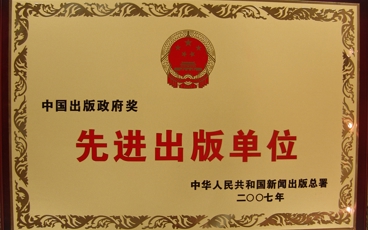 中国出版政府奖
先进出版单位
中华人民共和国新闻出版总署
二〇〇七年